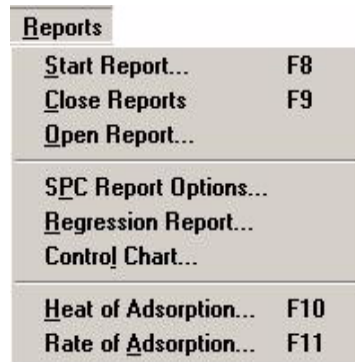 Reports
Start Report... F8
Close Reports F9
Open Report...
SPC Report Options...
Regression Report...
Control Chart...
Heat of Adsorption... F10
Rate of Adsorption... F11